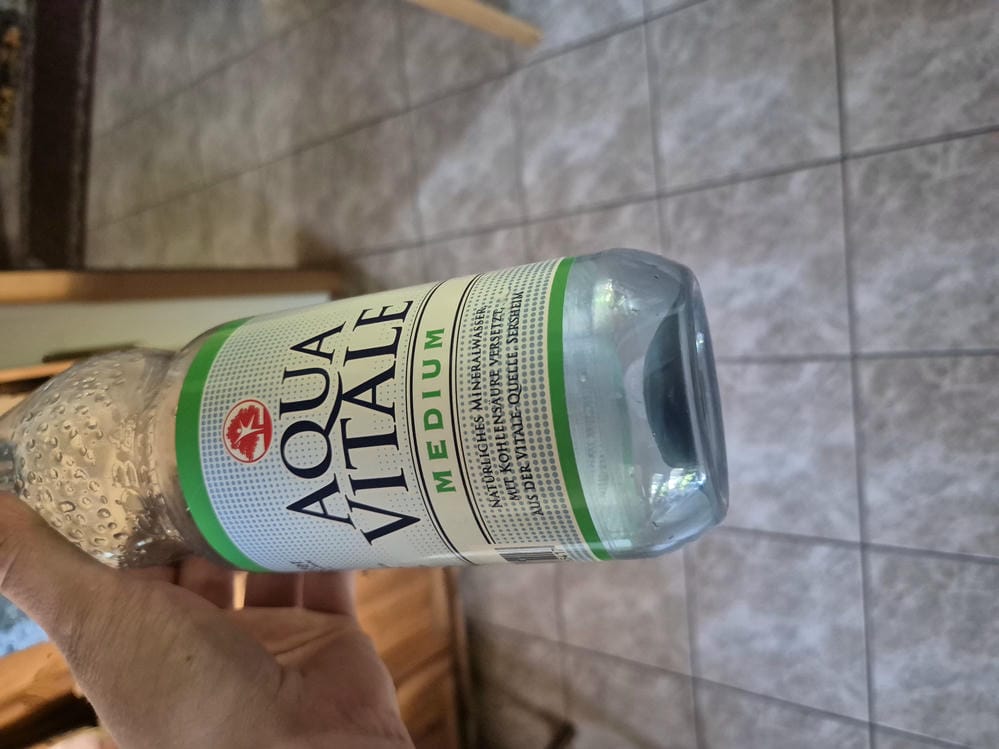 AQUA
VITALE
MEDIUM
NATÜRLICHES MINERALWASSER,
MIT KOHLENSÄURE VERSETZT,
AUS DER VITALE-QUELLE, SERSHEIM